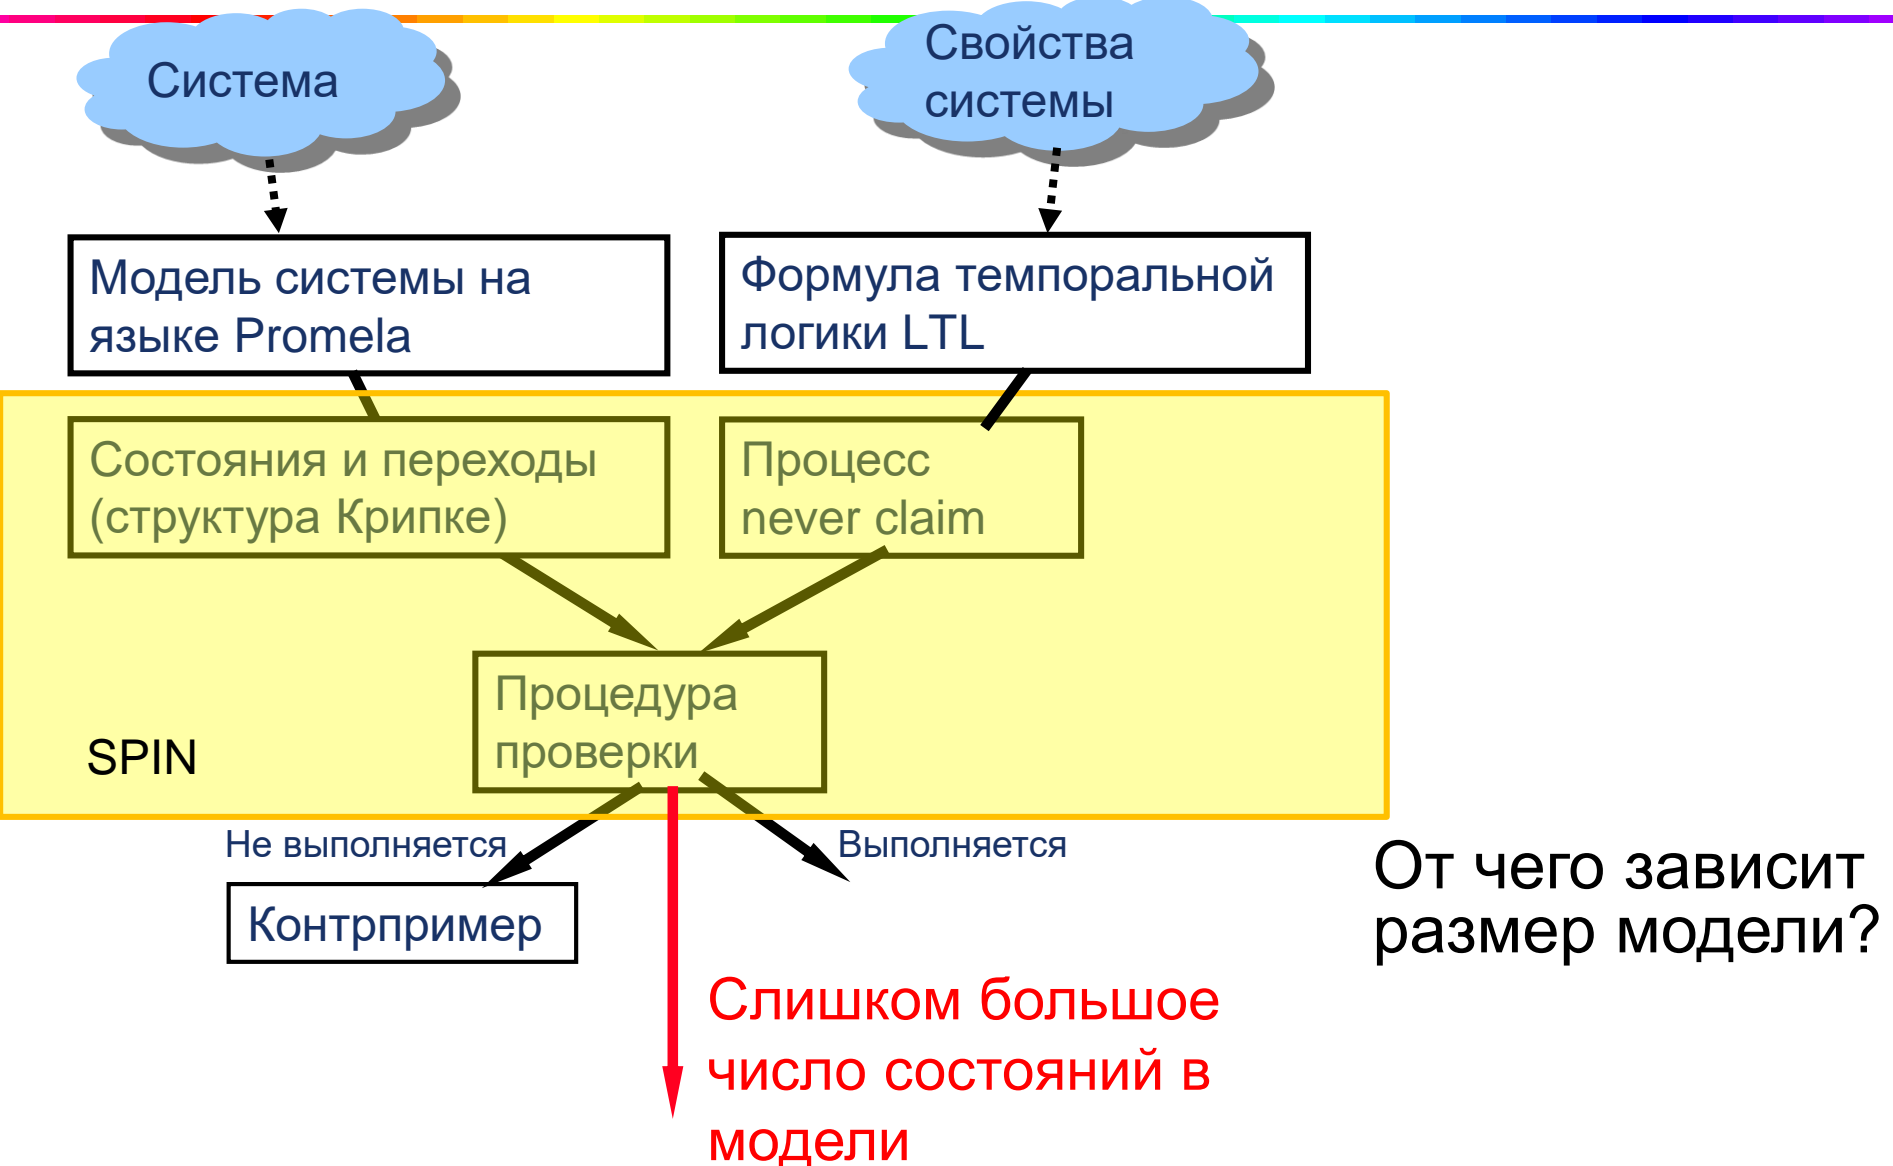 Система
Свойства
системы
Модель системы на
языке Promela
Формула темпоральной
логики LTL
Состояния и переходы
(структура Крипке)
Процесс
never claim
Процедура
проверки
SPIN
Не выполняется
Выполняется
Контрпример
От чего зависит
размер модели?
Слишком большое
число состояний в
модели